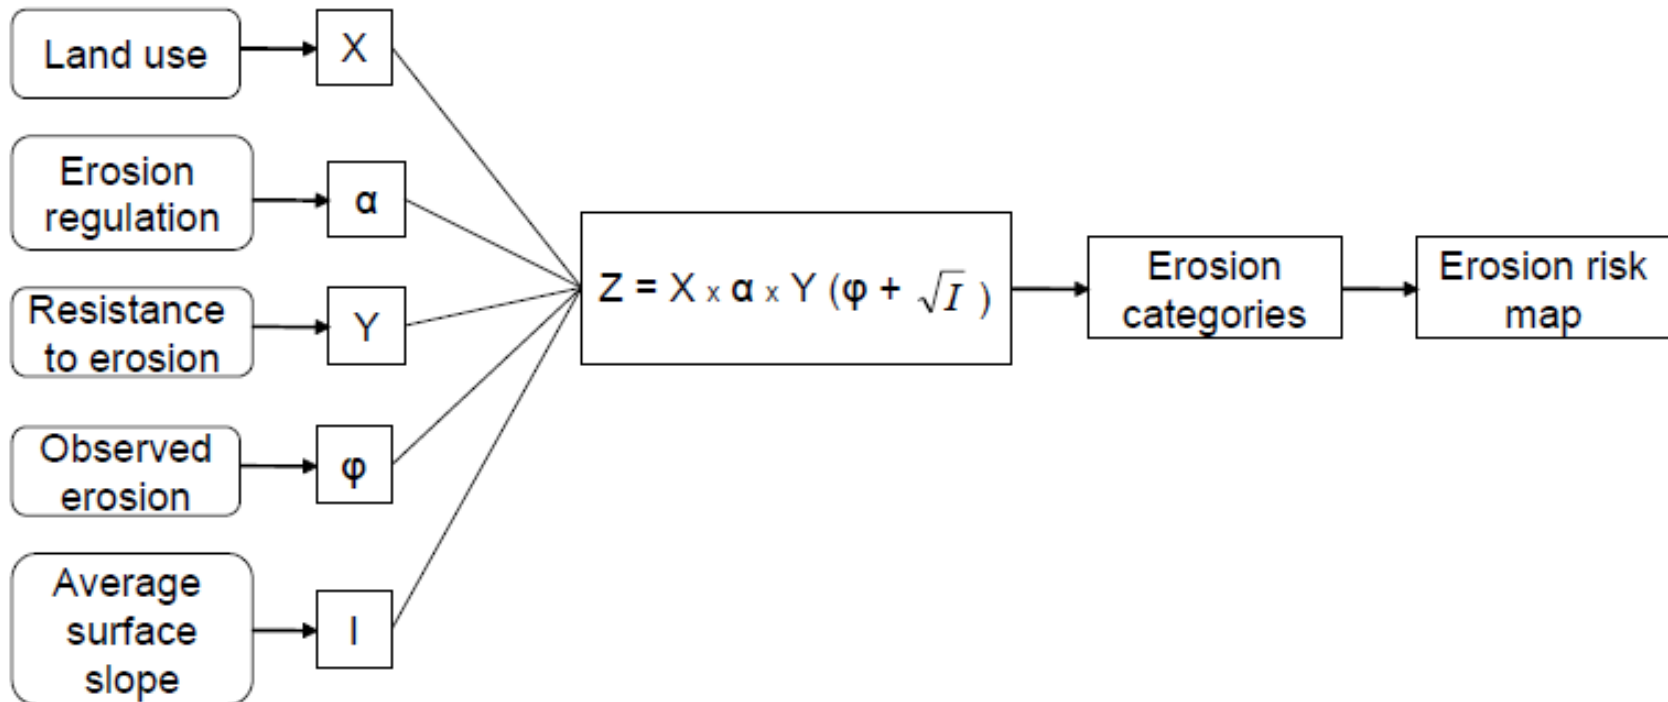 Land use
X
Erosion
regulation
α
Resistance
to erosion
Y
Observed
erosion
φ
Average
surface
slope
I
Z = X x α x Y (φ + √I )
Erosion
categories
Erosion risk
map